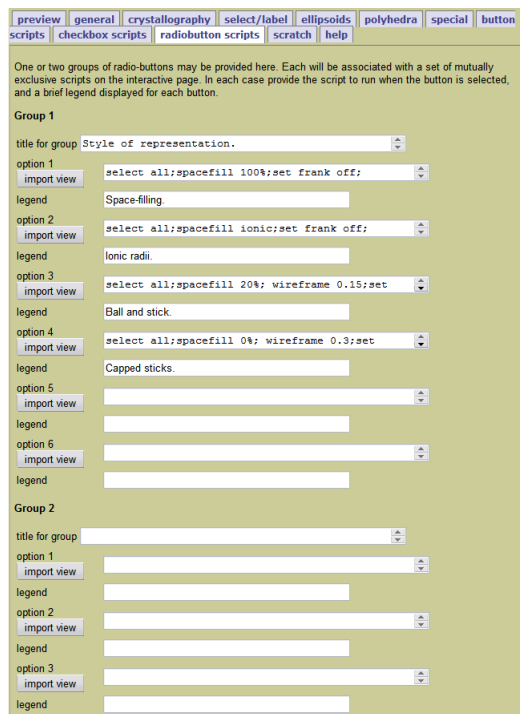 preview general crystallography select/label ellipsoids polyhedra special button
scripts checkbox scripts radiobutton scripts scratch help
One or two groups of radio-buttons may be provided here. Each will be associated with a set of mutually
exclusive scripts on the interactive page. In each case provide the script to run when the button is selected,
and a brief legend displayed for each button.
Group 1
title for group Style of representation.
option 1
import view select all;spacefill 100%;set frank off;
legend Space-filling.
option 2
import view select all;spacefill ionic;set frank off;
legend Ionic radii.
option 3
import view select all;spacefill 20%; wireframe 0.15;set
legend Ball and stick.
option 4
import view select all;spacefill 0%; wireframe 0.3;set
legend Capped sticks.
option 5
import view
legend
option 6
import view
legend
Group 2
title for group
option 1
import view
legend
option 2
import view
legend
option 3
import view
legend